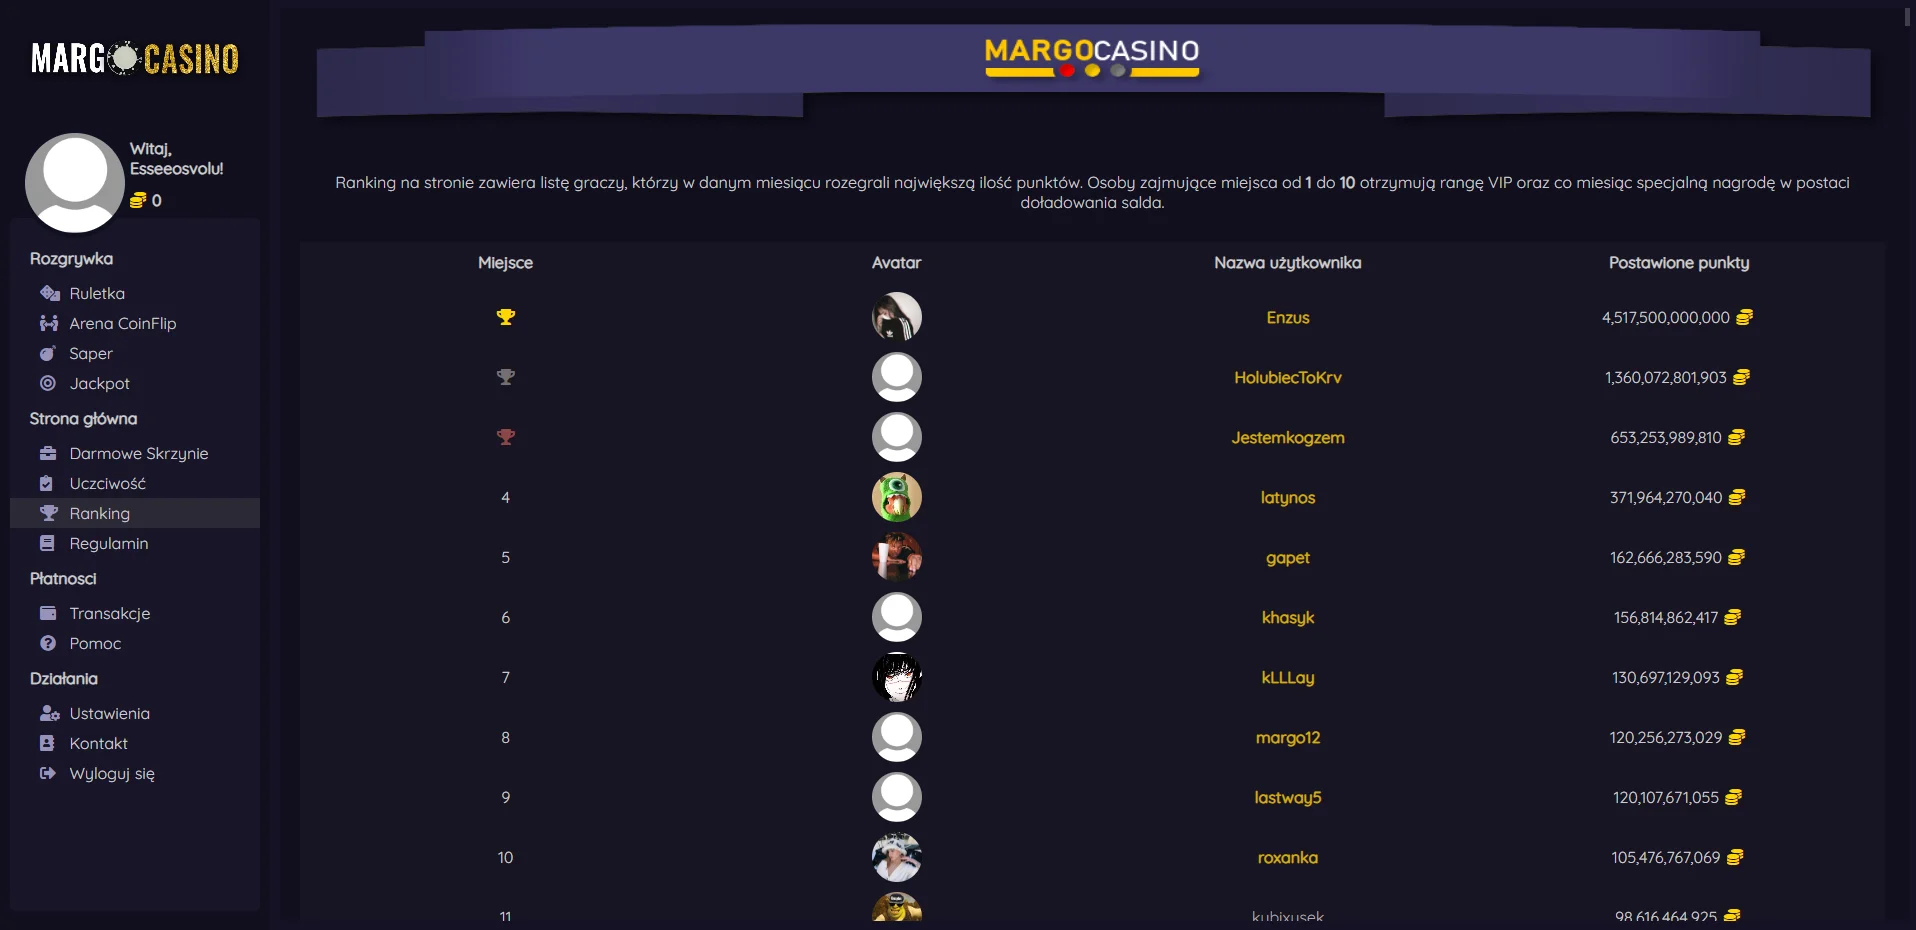 MARGO CASINO
Witaj,
Esseeosvolu!
0
Rozgrywka
Ruletka
Arena CoinFlip
Saper
Jackpot
Strona główna
Darmowe Skrzynie
Uczciwość
Ranking
Regulamin
Płatnosci
Transakcje
Pomoc
Działania
Ustawienia
Kontakt
Wyloguj się
MARGOCASINO
Ranking na stronie zawiera listę graczy, którzy w danym miesiącu rozegrali największą ilość punktów. Osoby zajmujące miejsca od 1 do 10 otrzymują rangę VIP oraz co miesiąc specjalną nagrodę w postaci
doładowania salda.
Miejsce Avatar Nazwa użytkownika Postawione punkty
Enzus 4,517,500,000,000
HolubiecToKrv 1,360,072,801,903
Jestemkogzem 653,253,989,810
4 latynos 371,964,270,040
5 gapet 162,666,283,590
6 khasyk 156,814,862,417
7 kLLLay 130,697,129,093
8 margo12 120,256,273,029
9 lastway5 120,107,671,055
10 roxanka 105,476,767,069
11 kubixusek 98,616,464,925